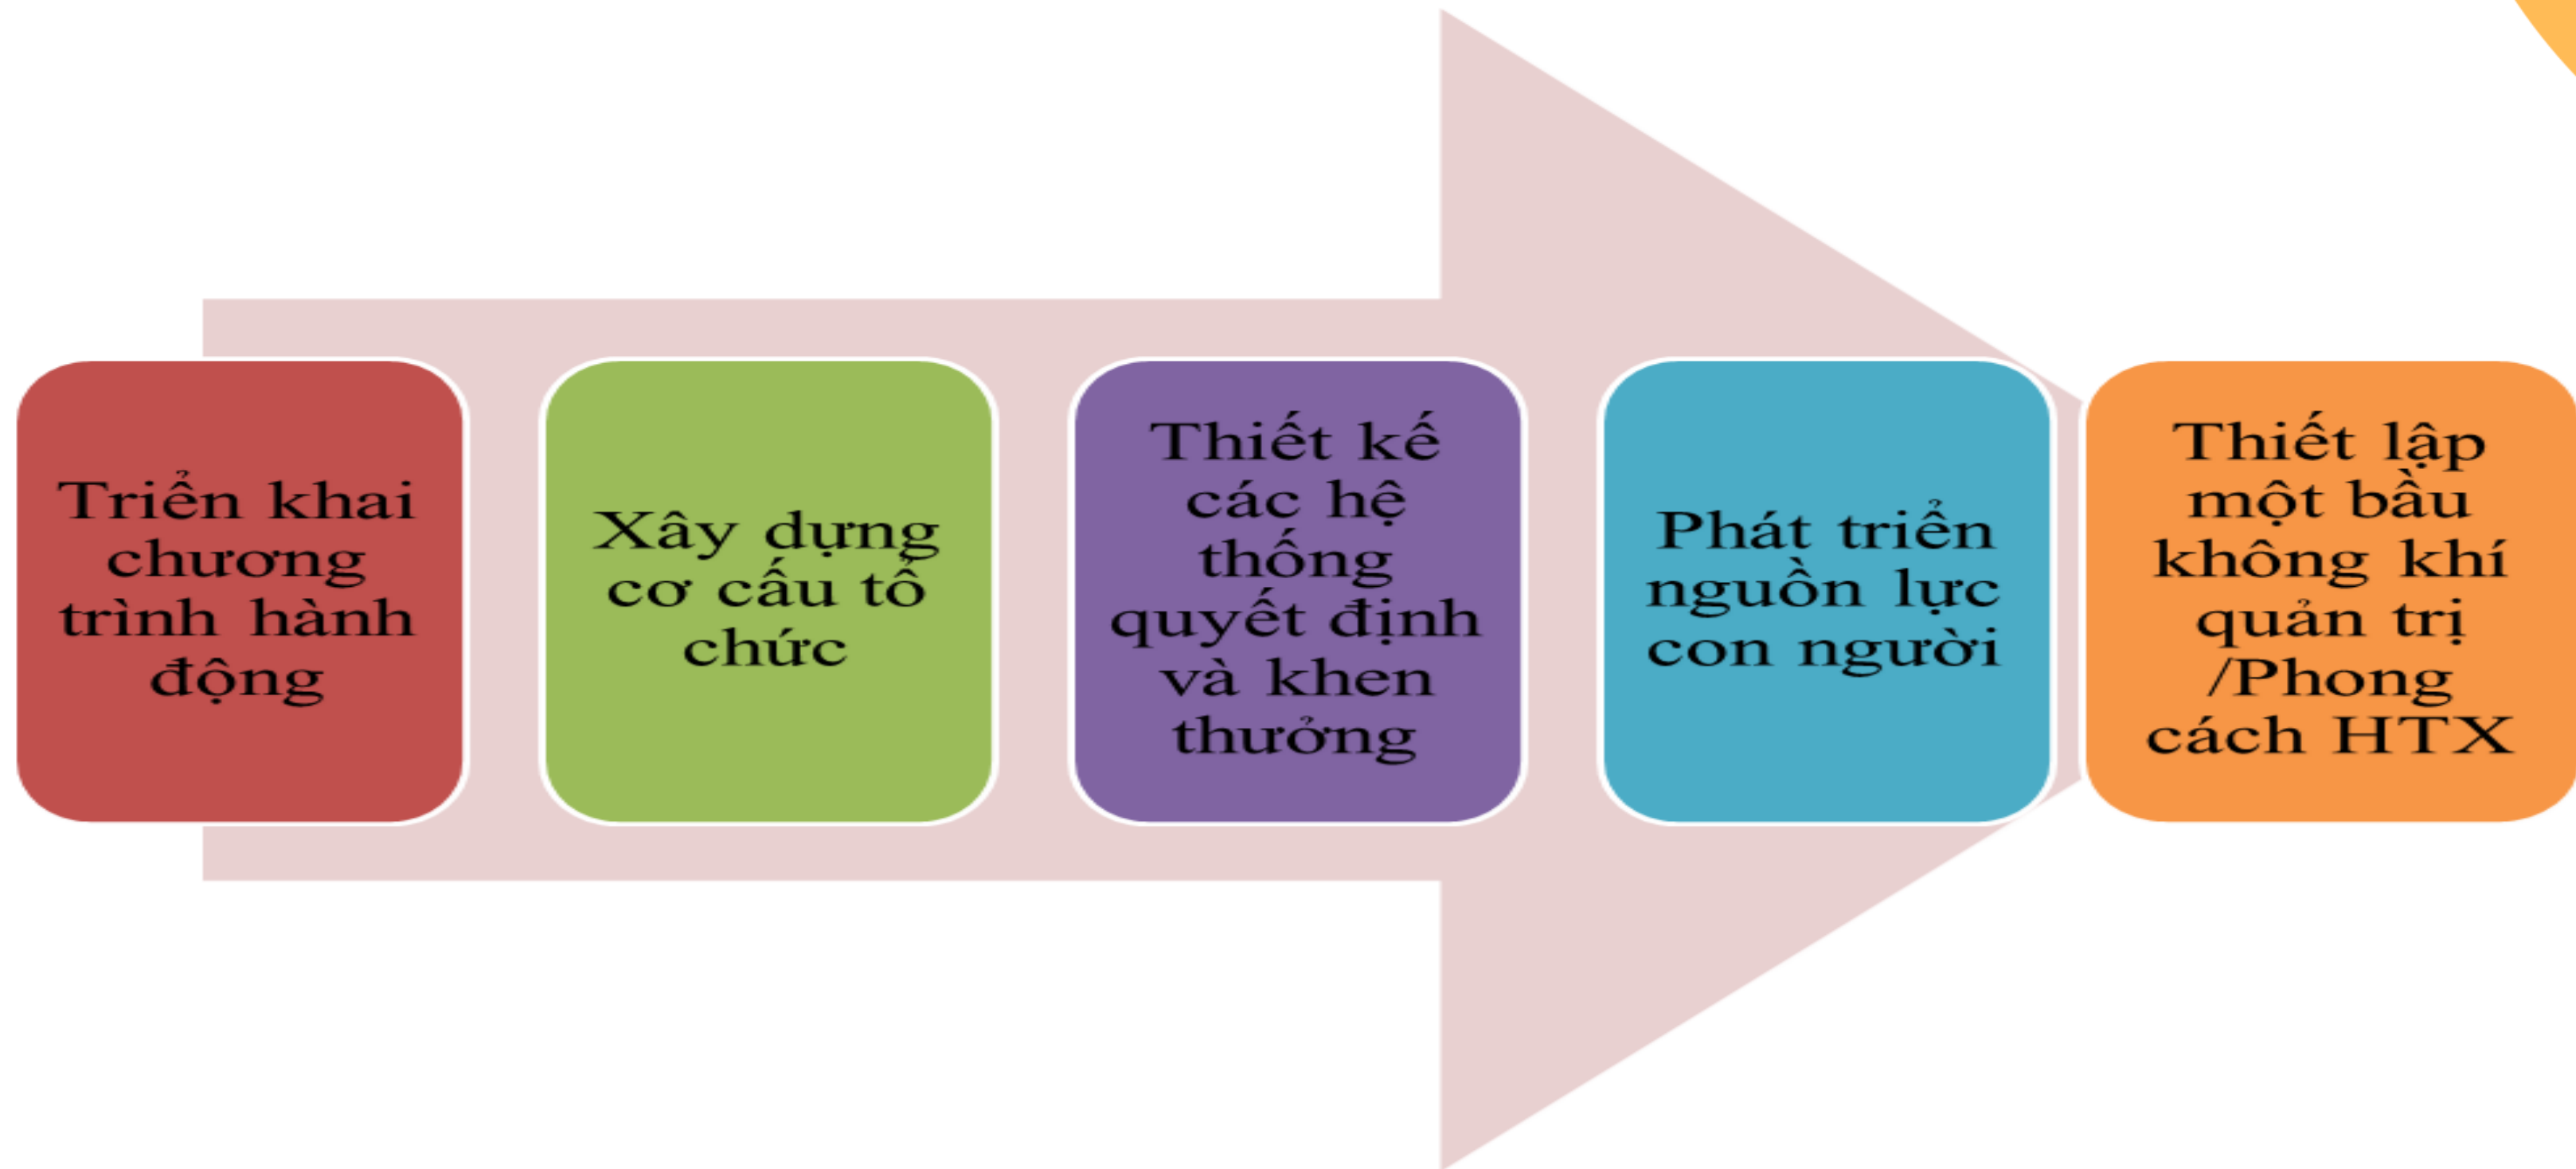 Triển khai
chương
trình hành
động
Xây dựng
cơ cấu tổ
chức
Thiết kế
các hệ
thống
quyết định
và khen
thưởng
Phát triển
nguồn lực
con người
Thiết lập
một bầu
không khí
quản trị
/Phong
cách HTX